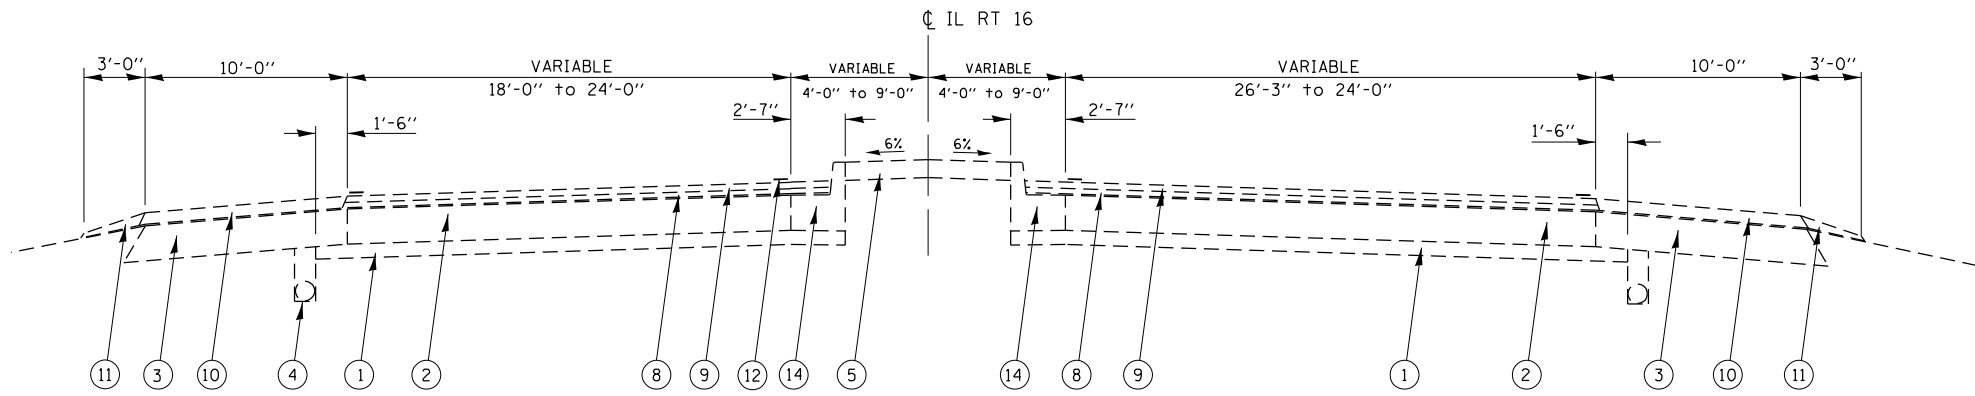 ℄ IL RT 16
3'-0'' 10'-0'' VARIABLE VARIABLE VARIABLE VARIABLE 10'-0'' 3'-0''
18'-0'' to 24'-0'' 4'-0'' to 9'-0'' 4'-0'' to 9'-0'' 26'-3'' to 24'-0''
1'-6'' 2'-7'' 2'-7'' 1'-6''
6% 6%
11 3 10 4 1 2 8 9 12 14 5 14 8 9 1 2 3 10 11